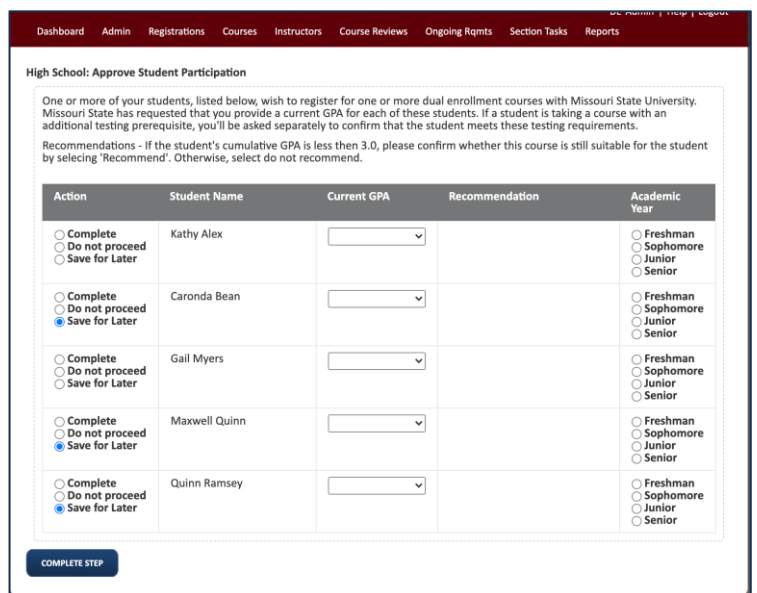 DE Admin | Help | Logout
Dashboard Admin Registrations Courses Instructors Course Reviews Ongoing Rqmts Section Tasks Reports
High School: Approve Student Participation
One or more of your students, listed below, wish to register for one or more dual enrollment courses with Missouri State University.
Missouri State has requested that you provide a current GPA for each of these students. If a student is taking a course with an
additional testing prerequisite, you'll be asked separately to confirm that the student meets these testing requirements.
Recommendations - If the student's cumulative GPA is less then 3.0, please confirm whether this course is still suitable for the student
by selecing 'Recommend'. Otherwise, select do not recommend.
Action Student Name Current GPA Recommendation Academic
Year
Complete Kathy Alex Freshman
Do not proceed Sophomore
Save for Later Junior
Senior
Complete Caronda Bean Freshman
Do not proceed Sophomore
Save for Later Junior
Senior
Complete Gail Myers Freshman
Do not proceed Sophomore
Save for Later Junior
Senior
Complete Maxwell Quinn Freshman
Do not proceed Sophomore
Save for Later Junior
Senior
Complete Quinn Ramsey Freshman
Do not proceed Sophomore
Save for Later Junior
Senior
COMPLETE STEP